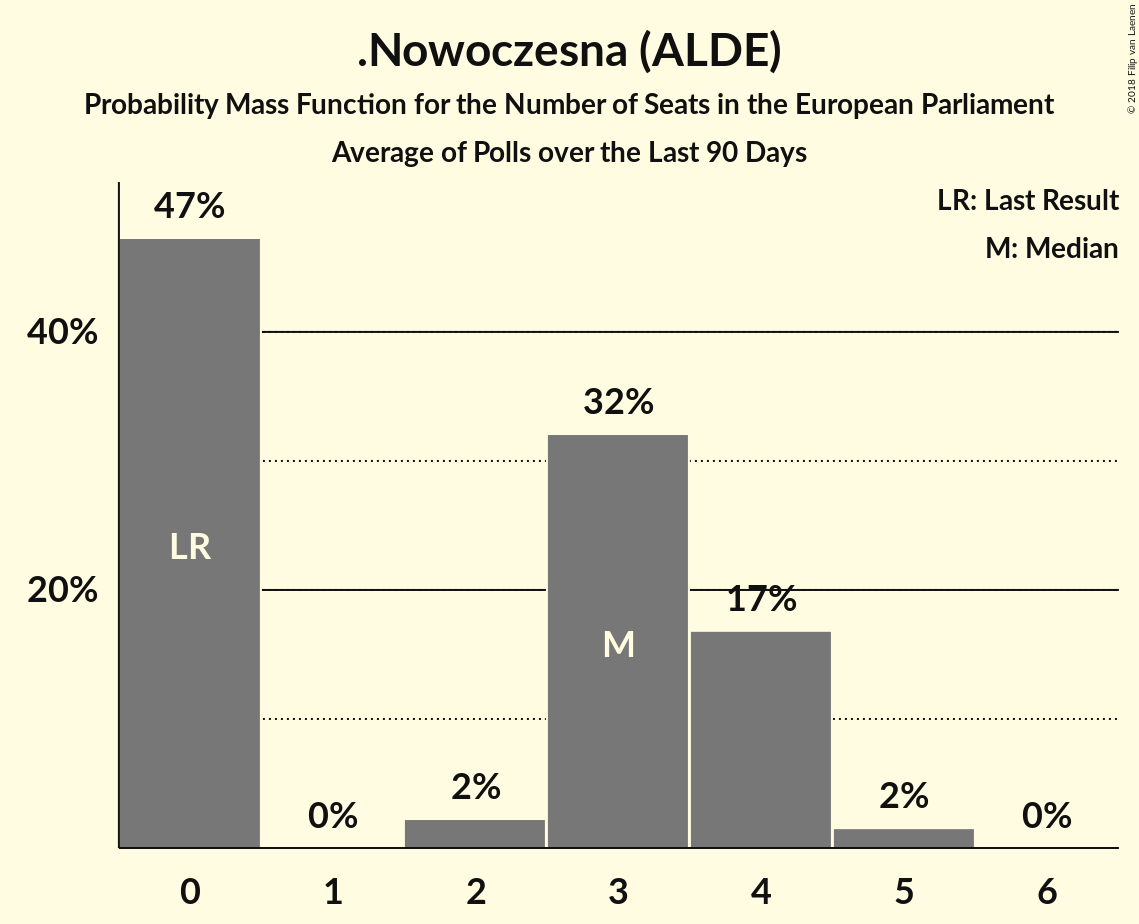 .Nowoczesna (ALDE)
Probability Mass Function for the Number of Seats in the European Parliament
Average of Polls over the Last 90 Days
© 2018 Filip van Laenen
LR: Last Result
M: Median
47%
40%
32%
LR
20%
17%
M
2%
0%
2%
0%
0 1 2 3 4 5 6